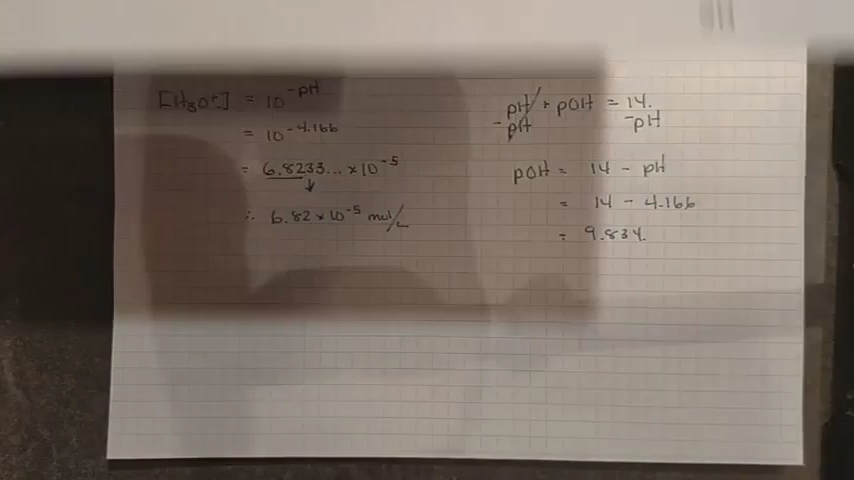 [H₃O⁺] = 10^-pH
= 10^-4.166
= 6.8233... × 10^-5
∴ 6.82 × 10^-5 mol/L
pH + pOH = 14.
- pH -pH
pOH = 14 - pH
= 14 - 4.166
= 9.834.